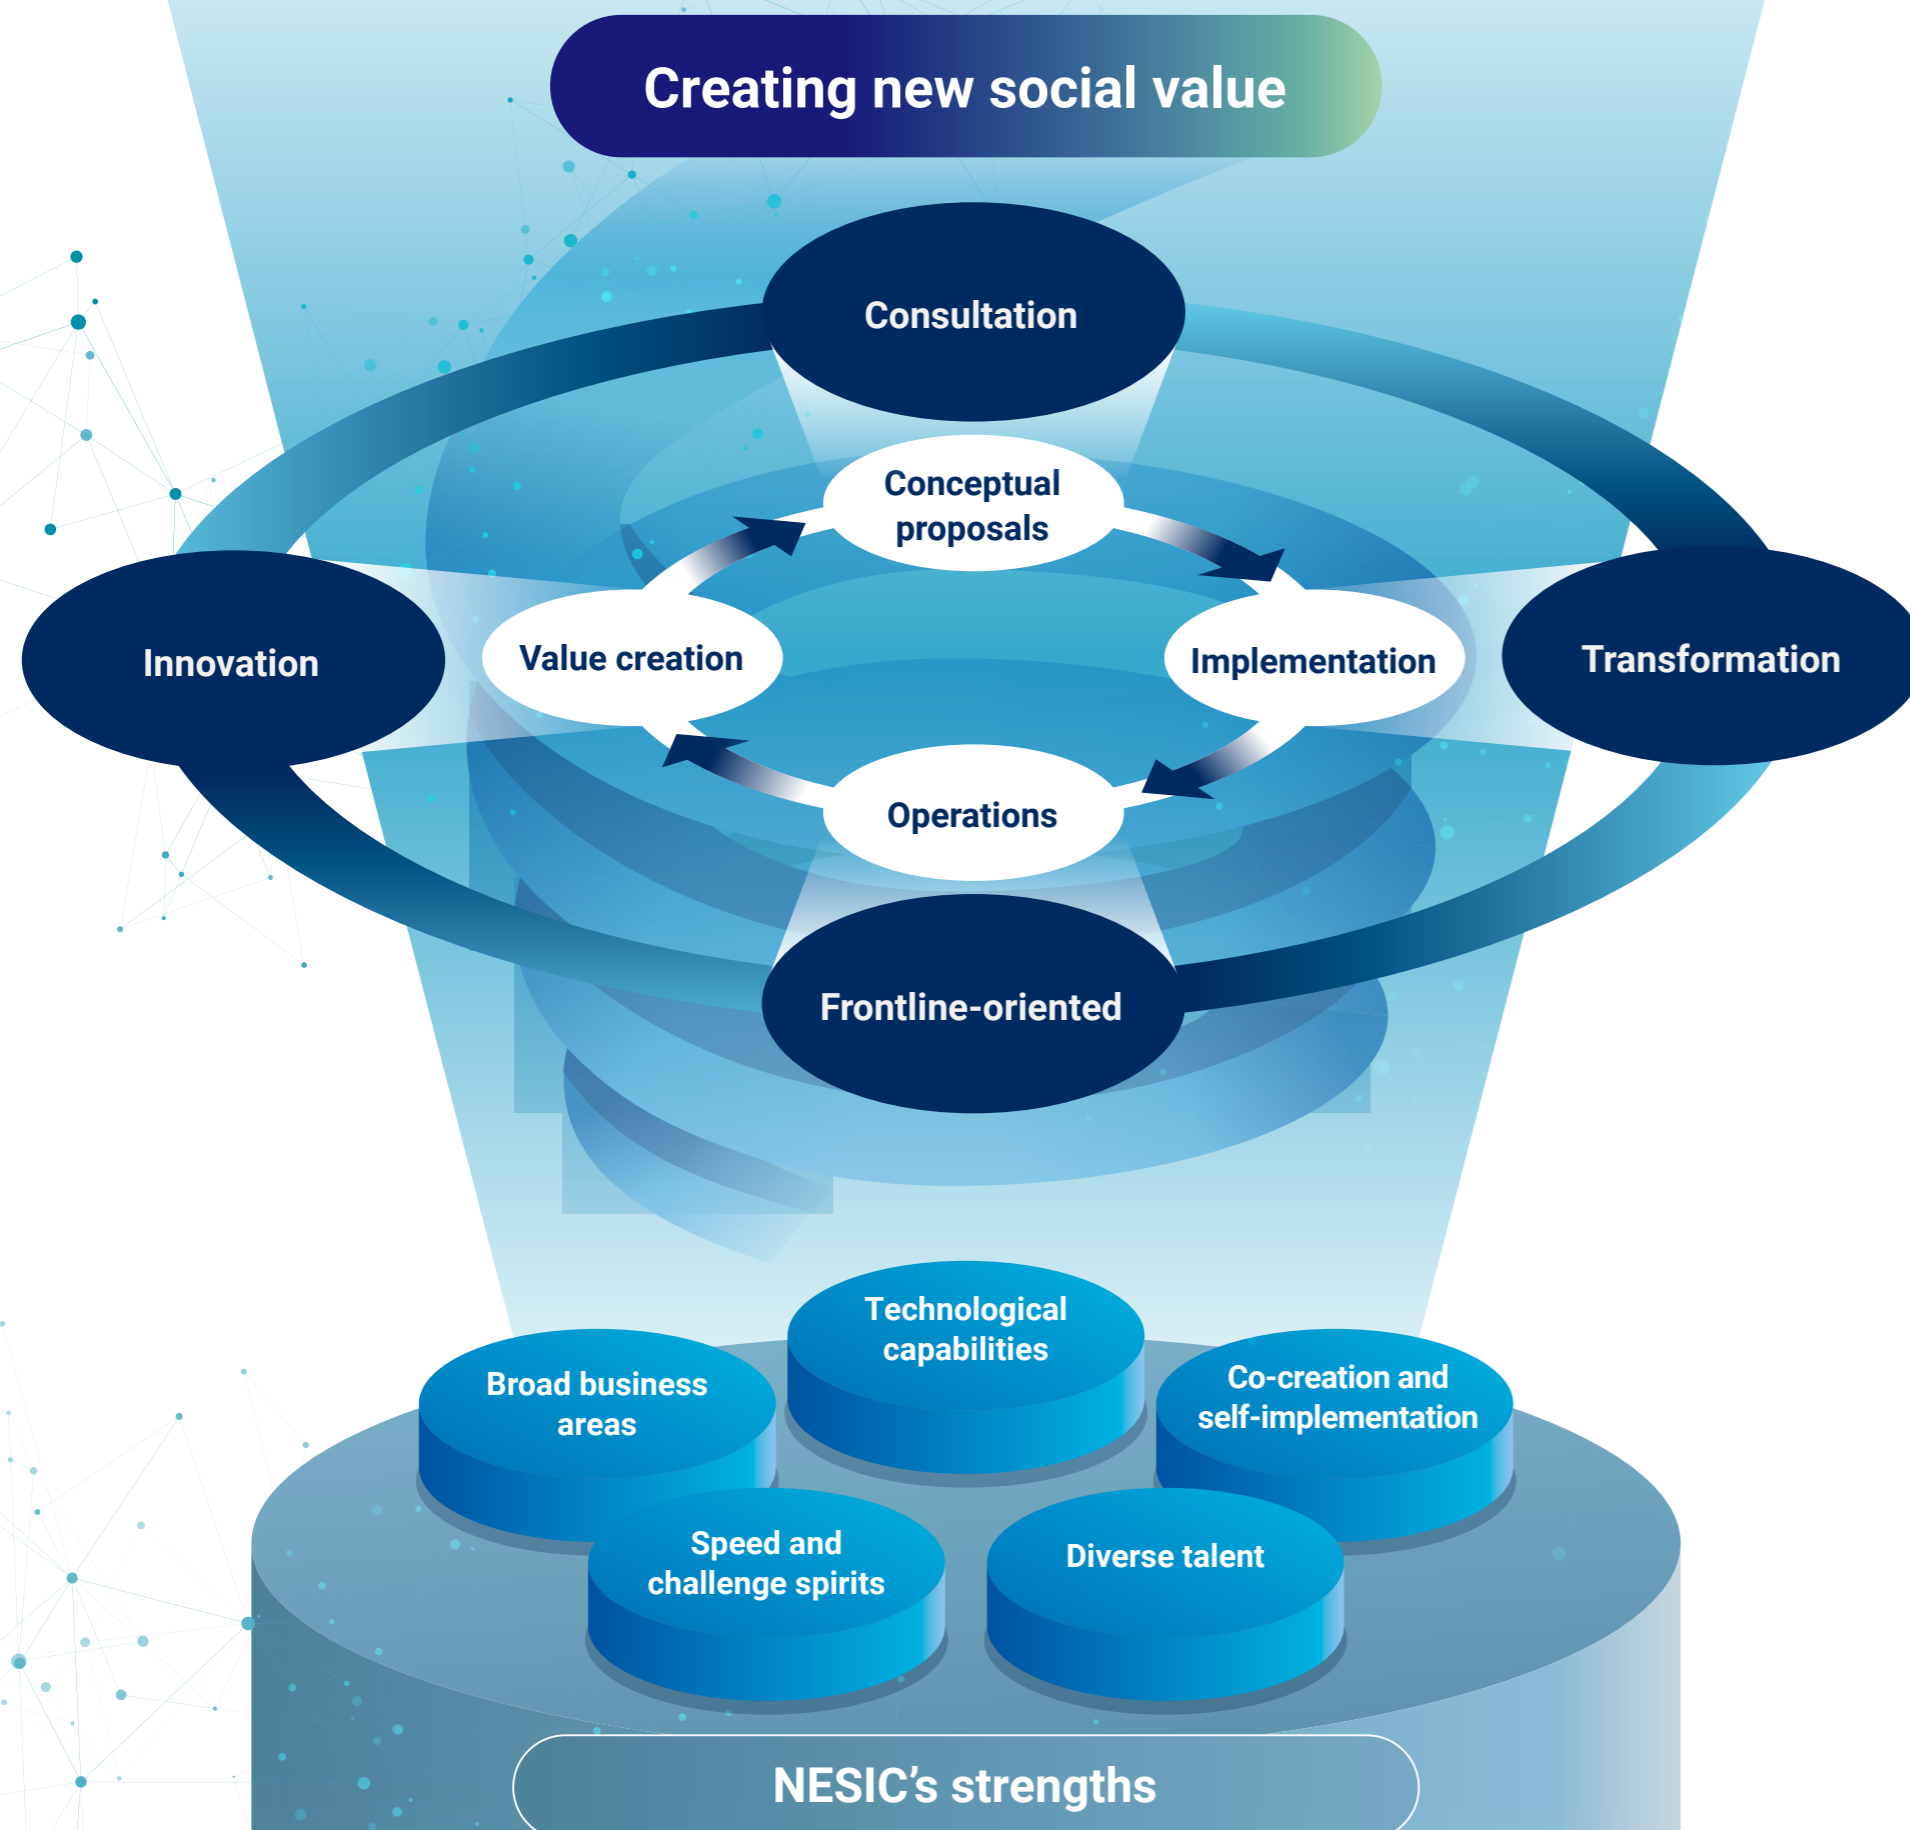 Creating new social value
Consultation
Conceptual
proposals
Innovation
Value creation
Implementation
Transformation
Operations
Frontline-oriented
Technological
capabilities
Broad business
areas
Co-creation and
self-implementation
Speed and
challenge spirits
Diverse talent
NESIC’s strengths